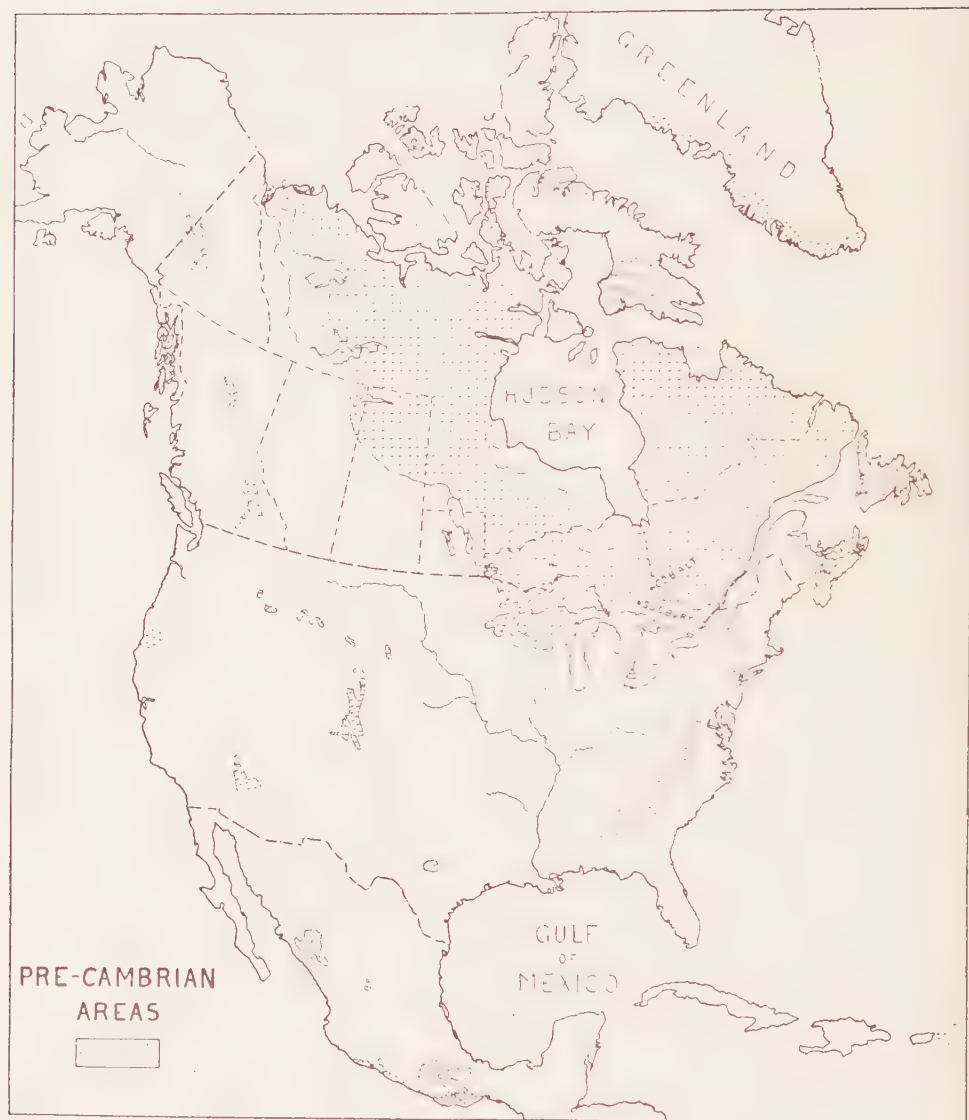 GREENLAND
HUDSON
BAY
COBALT
SUDBURY
GULF
OF
MEXICO
PRE-CAMBRIAN
AREAS